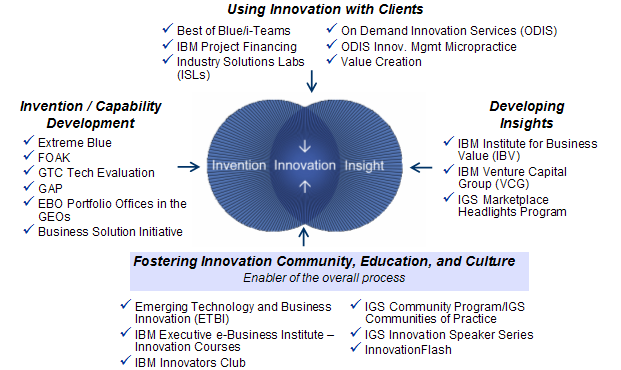 Using Innovation with Clients
Best of Blue/i-Teams
IBM Project Financing
Industry Solutions Labs
(ISLs)
On Demand Innovation Services (ODIS)
ODIS Innov. Mgmt Micropractice
Value Creation
Invention / Capability
Development
Extreme Blue
FOAK
GTC Tech Evaluation
GAP
EBO Portfolio Offices in the
GEOs
Business Solution Initiative
Invention
Innovation
Insight
Developing
Insights
IBM Institute for Business
Value (IBV)
IBM Venture Capital
Group (VCG)
IGS Marketplace
Headlights Program
Fostering Innovation Community, Education, and Culture
Enabler of the overall process
Emerging Technology and Business
Innovation (ETBI)
IBM Executive e-Business Institute –
Innovation Courses
IBM Innovators Club
IGS Community Program/IGS
Communities of Practice
IGS Innovation Speaker Series
InnovationFlash